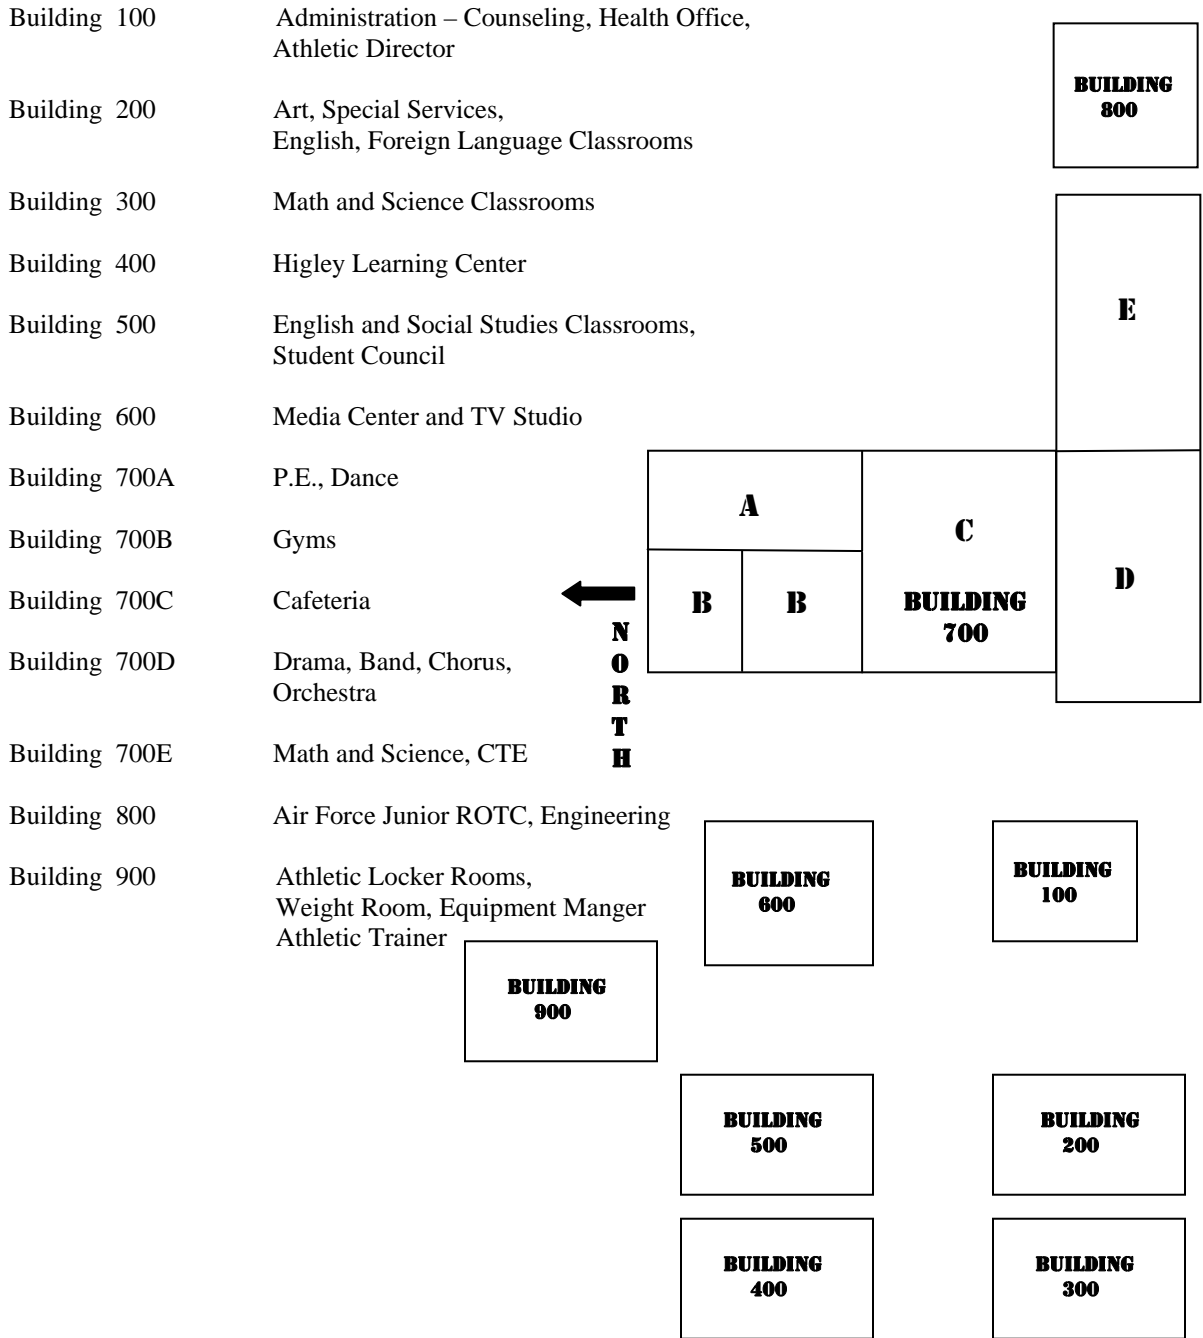 Building 100 Administration – Counseling, Health Office,
Athletic Director
Building 200 Art, Special Services,
English, Foreign Language Classrooms
Building 300 Math and Science Classrooms
Building 400 Higley Learning Center
Building 500 English and Social Studies Classrooms,
Student Council
Building 600 Media Center and TV Studio
Building 700A P.E., Dance
Building 700B Gyms
Building 700C Cafeteria
Building 700D Drama, Band, Chorus,
Orchestra
Building 700E Math and Science, CTE
Building 800 Air Force Junior ROTC, Engineering
Building 900 Athletic Locker Rooms,
Weight Room, Equipment Manger
Athletic Trainer
BUILDING
800
E
A
C
D
B
B
BUILDING
700
N
O
R
T
H
BUILDING
600
BUILDING
100
BUILDING
900
BUILDING
500
BUILDING
200
BUILDING
400
BUILDING
300